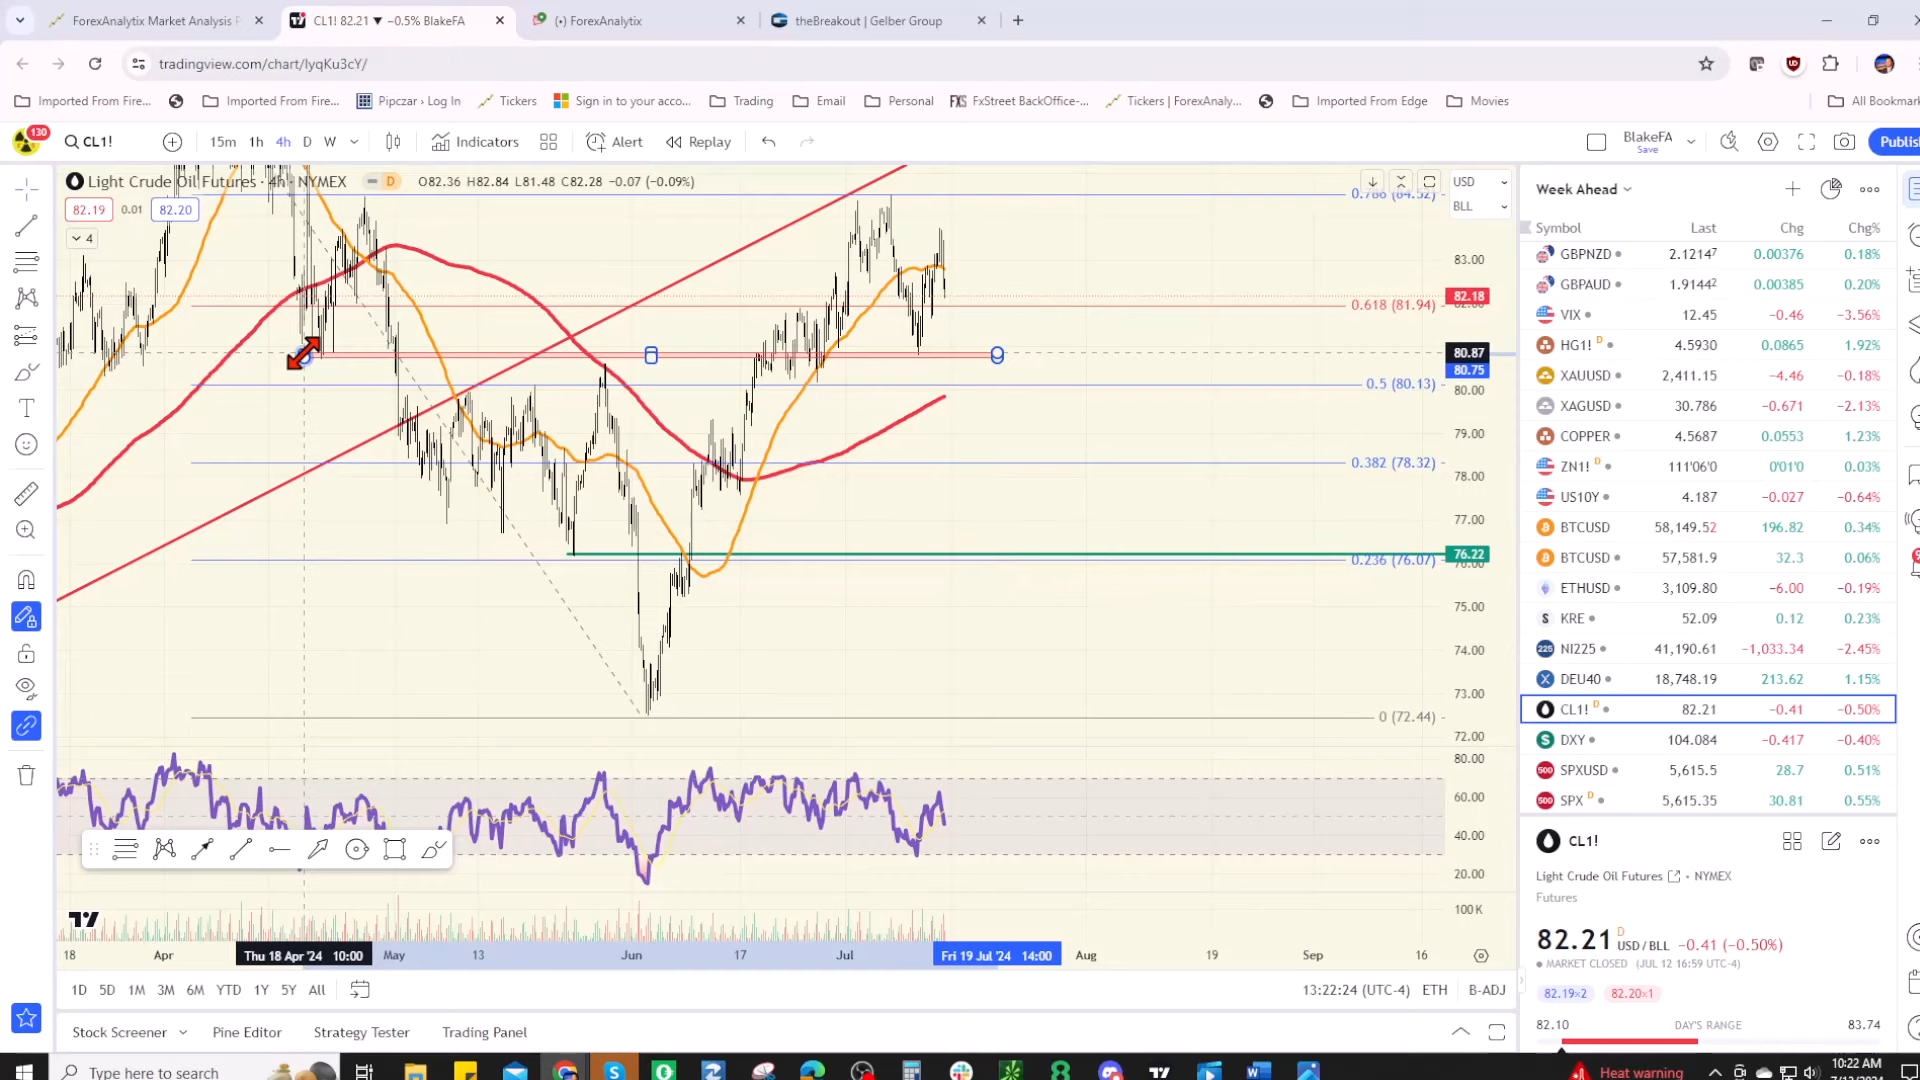 ForexAnalytix Market Analysis P
CL1! 82.21 ▼ −0.5% BlakeFA
(•) ForexAnalytix
theBreakout | Gelber Group
tradingview.com/chart/lyqKu3cY/
Imported From Fire...
Imported From Fire...
Pipczar › Log In
Tickers
Sign in to your acco...
Trading
Email
Personal
FXS FxStreet BackOffice-...
Tickers | ForexAnaly...
Imported From Edge
Movies
All Bookmar
130
CL1!
15m 1h 4h D W
Indicators
Alert
Replay
BlakeFA
Save
Publis
Light Crude Oil Futures · 4h · NYMEX
D
O82.36 H82.84 L81.48 C82.28 −0.07 (−0.09%)
82.19 0.01 82.20
4
USD
BLL
0.786 (84.52)
83.00
82.18
82.00
0.618 (81.94)
80.87
80.75
0.5 (80.13)
80.00
79.00
0.382 (78.32)
78.00
77.00
76.22
0.236 (76.07)
76.00
75.00
74.00
73.00
0 (72.44)
72.00
80.00
60.00
40.00
20.00
100 K
18 Apr Thu 18 Apr '24 10:00 May 13 Jun 17 Jul Fri 19 Jul '24 14:00 Aug 19 Sep 16
1D 5D 1M 3M 6M YTD 1Y 5Y All
13:22:24 (UTC-4) ETH B-ADJ
Stock Screener
Pine Editor
Strategy Tester
Trading Panel
Week Ahead
Symbol Last Chg Chg%
GBPNZD 2.12147 0.00376 0.18%
GBPAUD 1.91442 0.00385 0.20%
VIX 12.45 −0.46 −3.56%
HG1! D 4.5930 0.0865 1.92%
XAUUSD 2,411.15 −4.46 −0.18%
XAGUSD 30.786 −0.671 −2.13%
COPPER 4.5687 0.0553 1.23%
ZN1! D 111'06'0 0'01'0 0.03%
US10Y 4.187 −0.027 −0.64%
BTCUSD 58,149.52 196.82 0.34%
BTCUSD 57,581.9 32.3 0.06%
ETHUSD 3,109.80 −6.00 −0.19%
S KRE 52.09 0.12 0.23%
225 NI225 41,190.61 −1,033.34 −2.45%
X DEU40 18,748.19 213.62 1.15%
CL1! D 82.21 −0.41 −0.50%
$ DXY 104.084 −0.417 −0.40%
500 SPXUSD 5,615.5 28.7 0.51%
500 SPX D 5,615.35 30.81 0.55%
CL1!
Light Crude Oil Futures • NYMEX
Futures
82.21 D USD / BLL −0.41 (−0.50%)
MARKET CLOSED (JUL 12 16:59 UTC-4)
82.19×2 82.20×1
82.10 DAY'S RANGE 83.74
Type here to search
Heat warning
10:22 AM